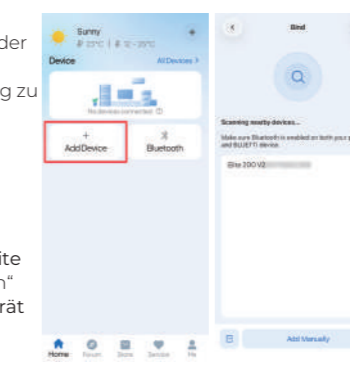 der
g zu
ite
n"
rät
Sunny
Device
All Devices >
No devices connected
+
Add Device
Bluetooth
Home
Forum
Store
Service
Me
Bind
Scanning nearby devices...
Make sure Bluetooth is enabled on both your p
and BLUETTI device.
Elite 200 V2
Add Manually